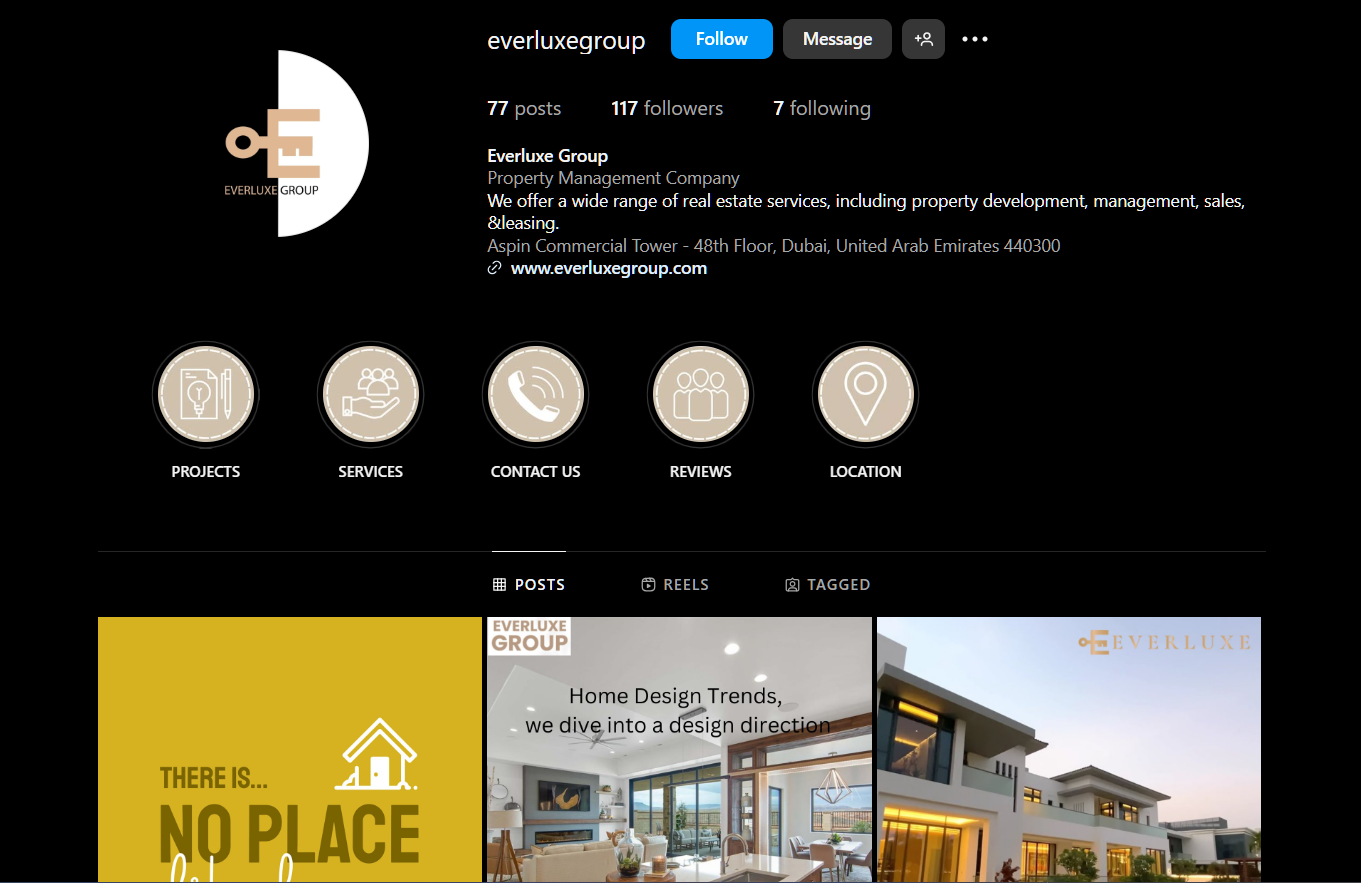 everluxegroup
Follow
Message
77 posts
117 followers
7 following
Everluxe Group
Property Management Company
We offer a wide range of real estate services, including property development, management, sales,
&leasing.
Aspin Commercial Tower - 48th Floor, Dubai, United Arab Emirates 440300
www.everluxegroup.com
EVERLUXE GROUP
PROJECTS
SERVICES
CONTACT US
REVIEWS
LOCATION
POSTS
REELS
TAGGED
THERE IS...
NO PLACE
EVERLUXE
GROUP
Home Design Trends,
we dive into a design direction
EVERLUXE